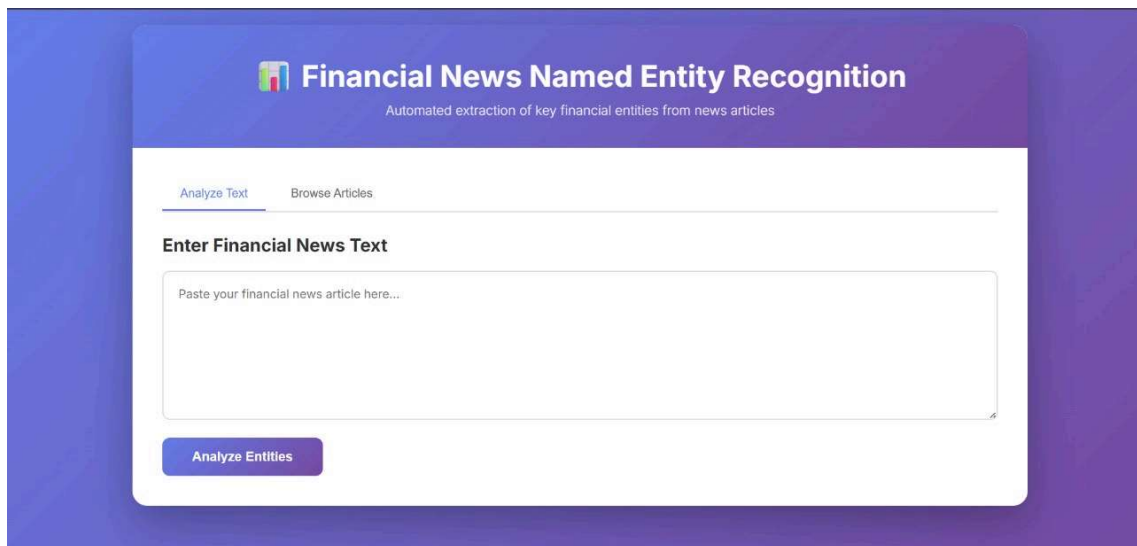 Financial News Named Entity Recognition
Automated extraction of key financial entities from news articles
Analyze Text Browse Articles
Enter Financial News Text
Paste your financial news article here...
Analyze Entities